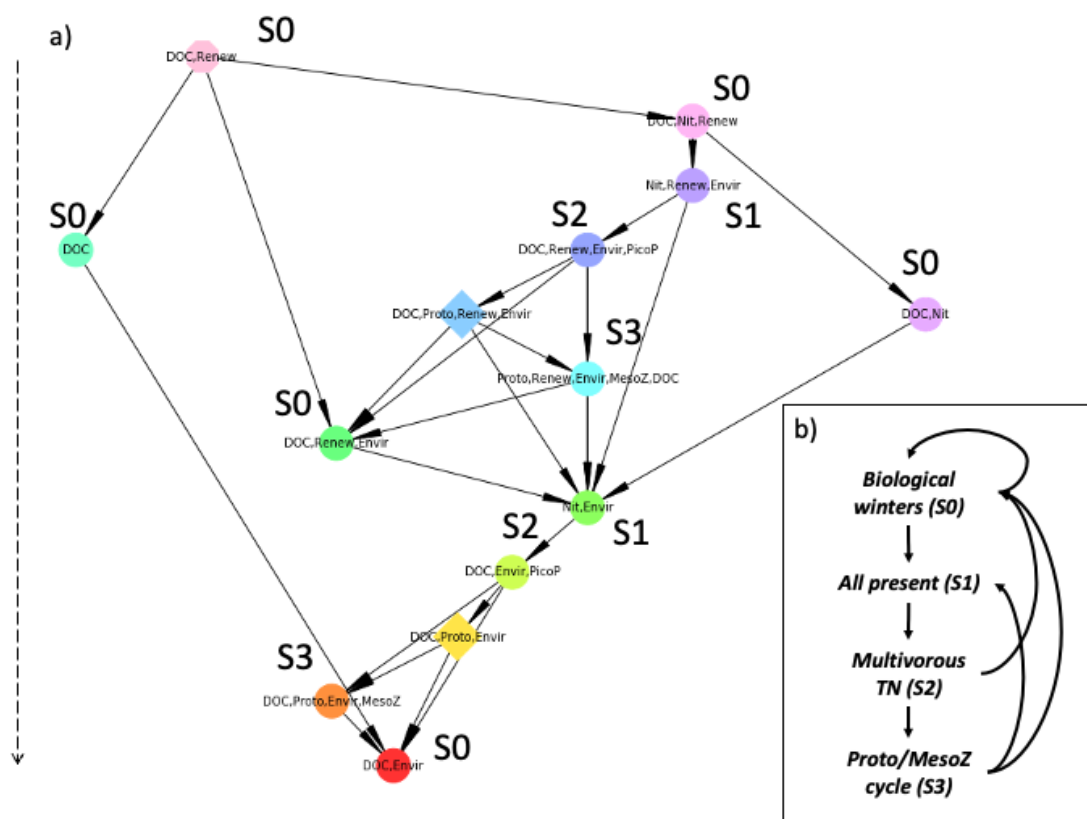 a)
S0
DOC,Renew
S0
DOC,Nit,Renew
Nit,Renew,Envir
S1
S0
DOC
S2
DOC,Renew,Envir,PicoP
S0
DOC,Nit
DOC,Proto,Renew,Envir
S3
Proto,Renew,Envir,MesoZ,DOC
S0
DOC,Renew,Envir
Nit,Envir
S1
S2
DOC,Envir,PicoP
DOC,Proto,Envir
S3
DOC,Proto,Envir,MesoZ
S0
DOC,Envir
b)
Biological
winters (S0)
All present (S1)
Multivorous
TN (S2)
Proto/MesoZ
cycle (S3)